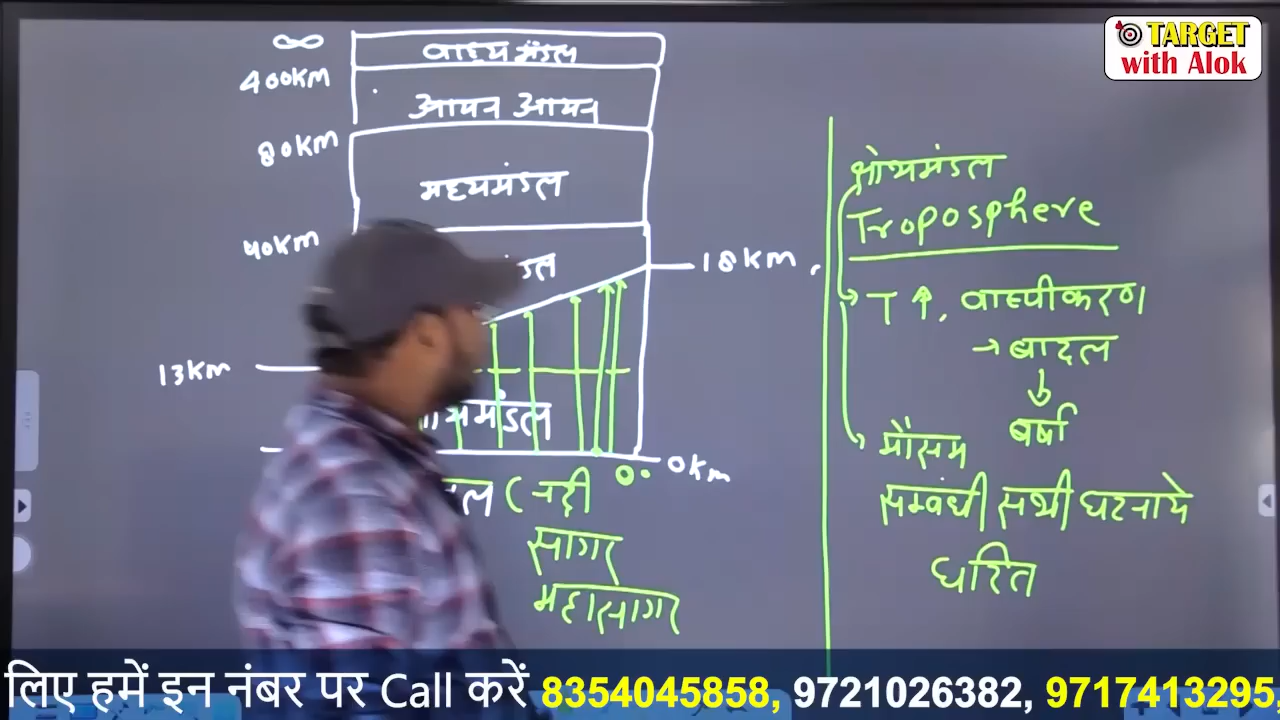 TARGET
with Alok
∞
वाह्य मंडल
400km
आयन आयन
80km
मध्यमंडल
40km
डल
18km
13km
मंडल
0km
0°
ल ( नदी
सागर
महासागर
क्षोभमंडल
Troposphere
→ T ↑, वाष्पीकरण
→ बादल
↓
वर्षा
→ मौसम
सम्बंधी सभी घटनाये
घटित
लिए हमें इन नंबर पर Call करें 8354045858, 9721026382, 9717413295,